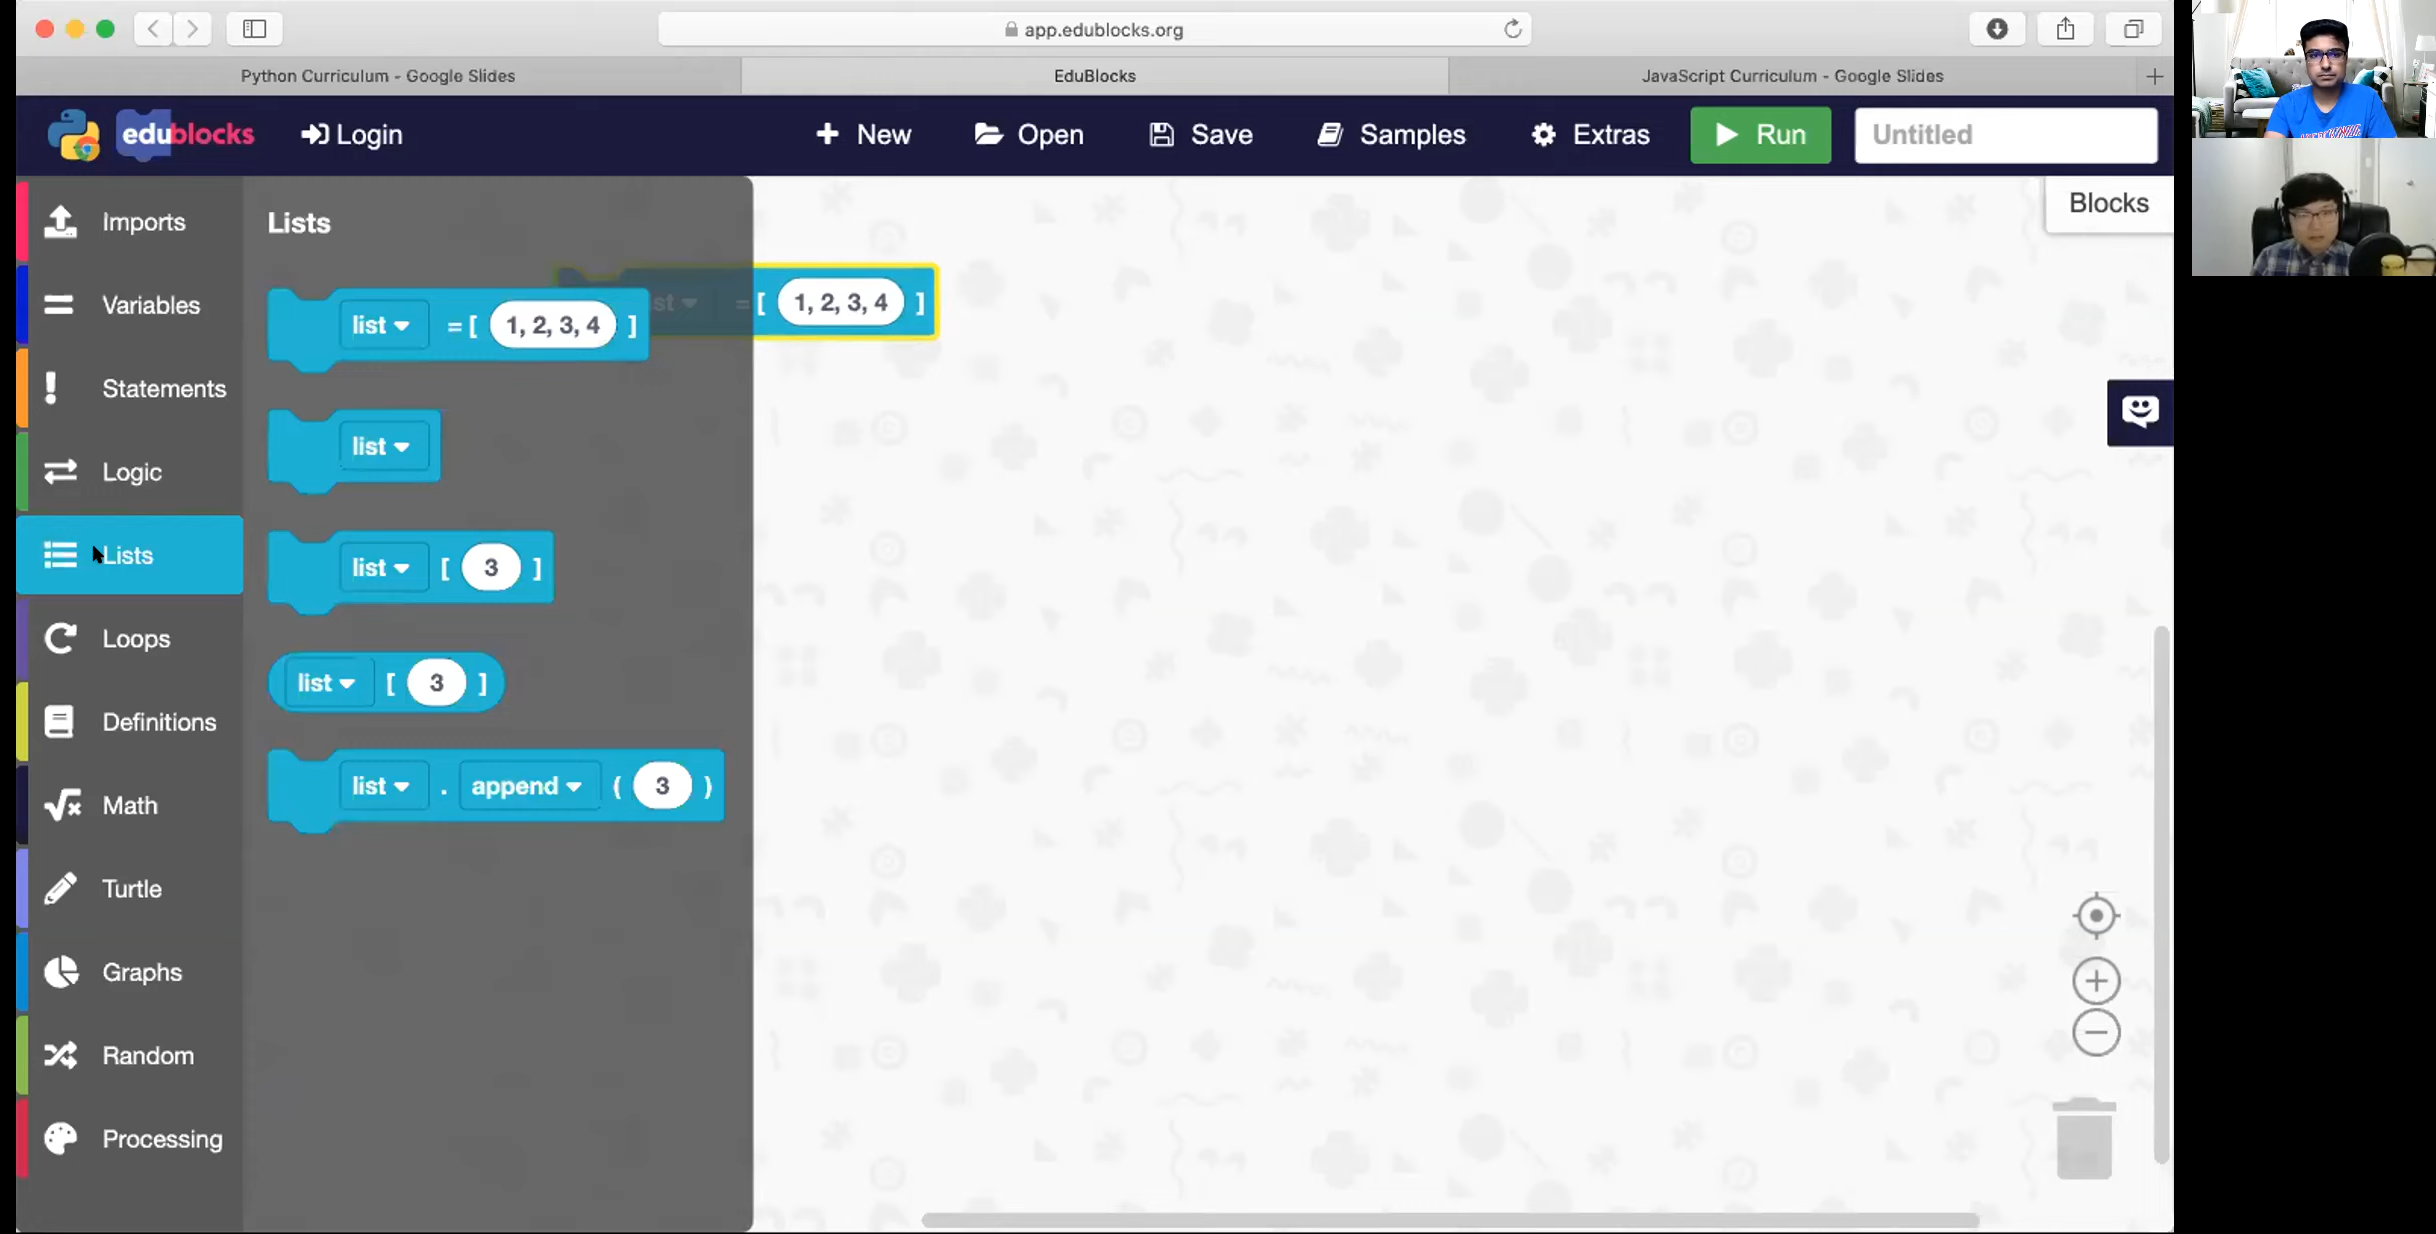 app.edublocks.org
Python Curriculum - Google Slides
EduBlocks
JavaScript Curriculum - Google Slides
edublocks
Login
New
Open
Save
Samples
Extras
Run
Untitled
Blocks
Imports
Variables
Statements
Logic
Lists
Loops
Definitions
Math
Turtle
Graphs
Random
Processing
Lists
list = [ 1, 2, 3, 4 ]
st = [ 1, 2, 3, 4 ]
list
list [ 3 ]
list [ 3 ]
list . append ( 3 )